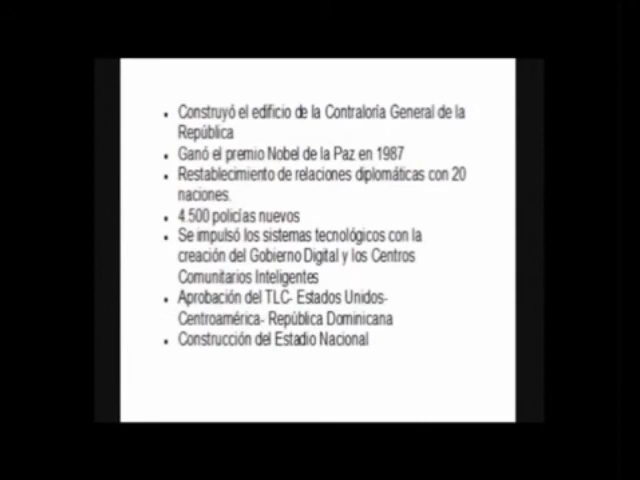 • Construyó el edificio de la Contraloría General de la
República
• Ganó el premio Nobel de la Paz en 1987
• Restablecimiento de relaciones diplomáticas con 20
naciones.
• 4.500 policías nuevos
• Se impulsó los sistemas tecnológicos con la
creación del Gobierno Digital y los Centros
Comunitarios Inteligentes
• Aprobación del TLC- Estados Unidos-
Centroamérica- República Dominicana
• Construcción del Estadio Nacional